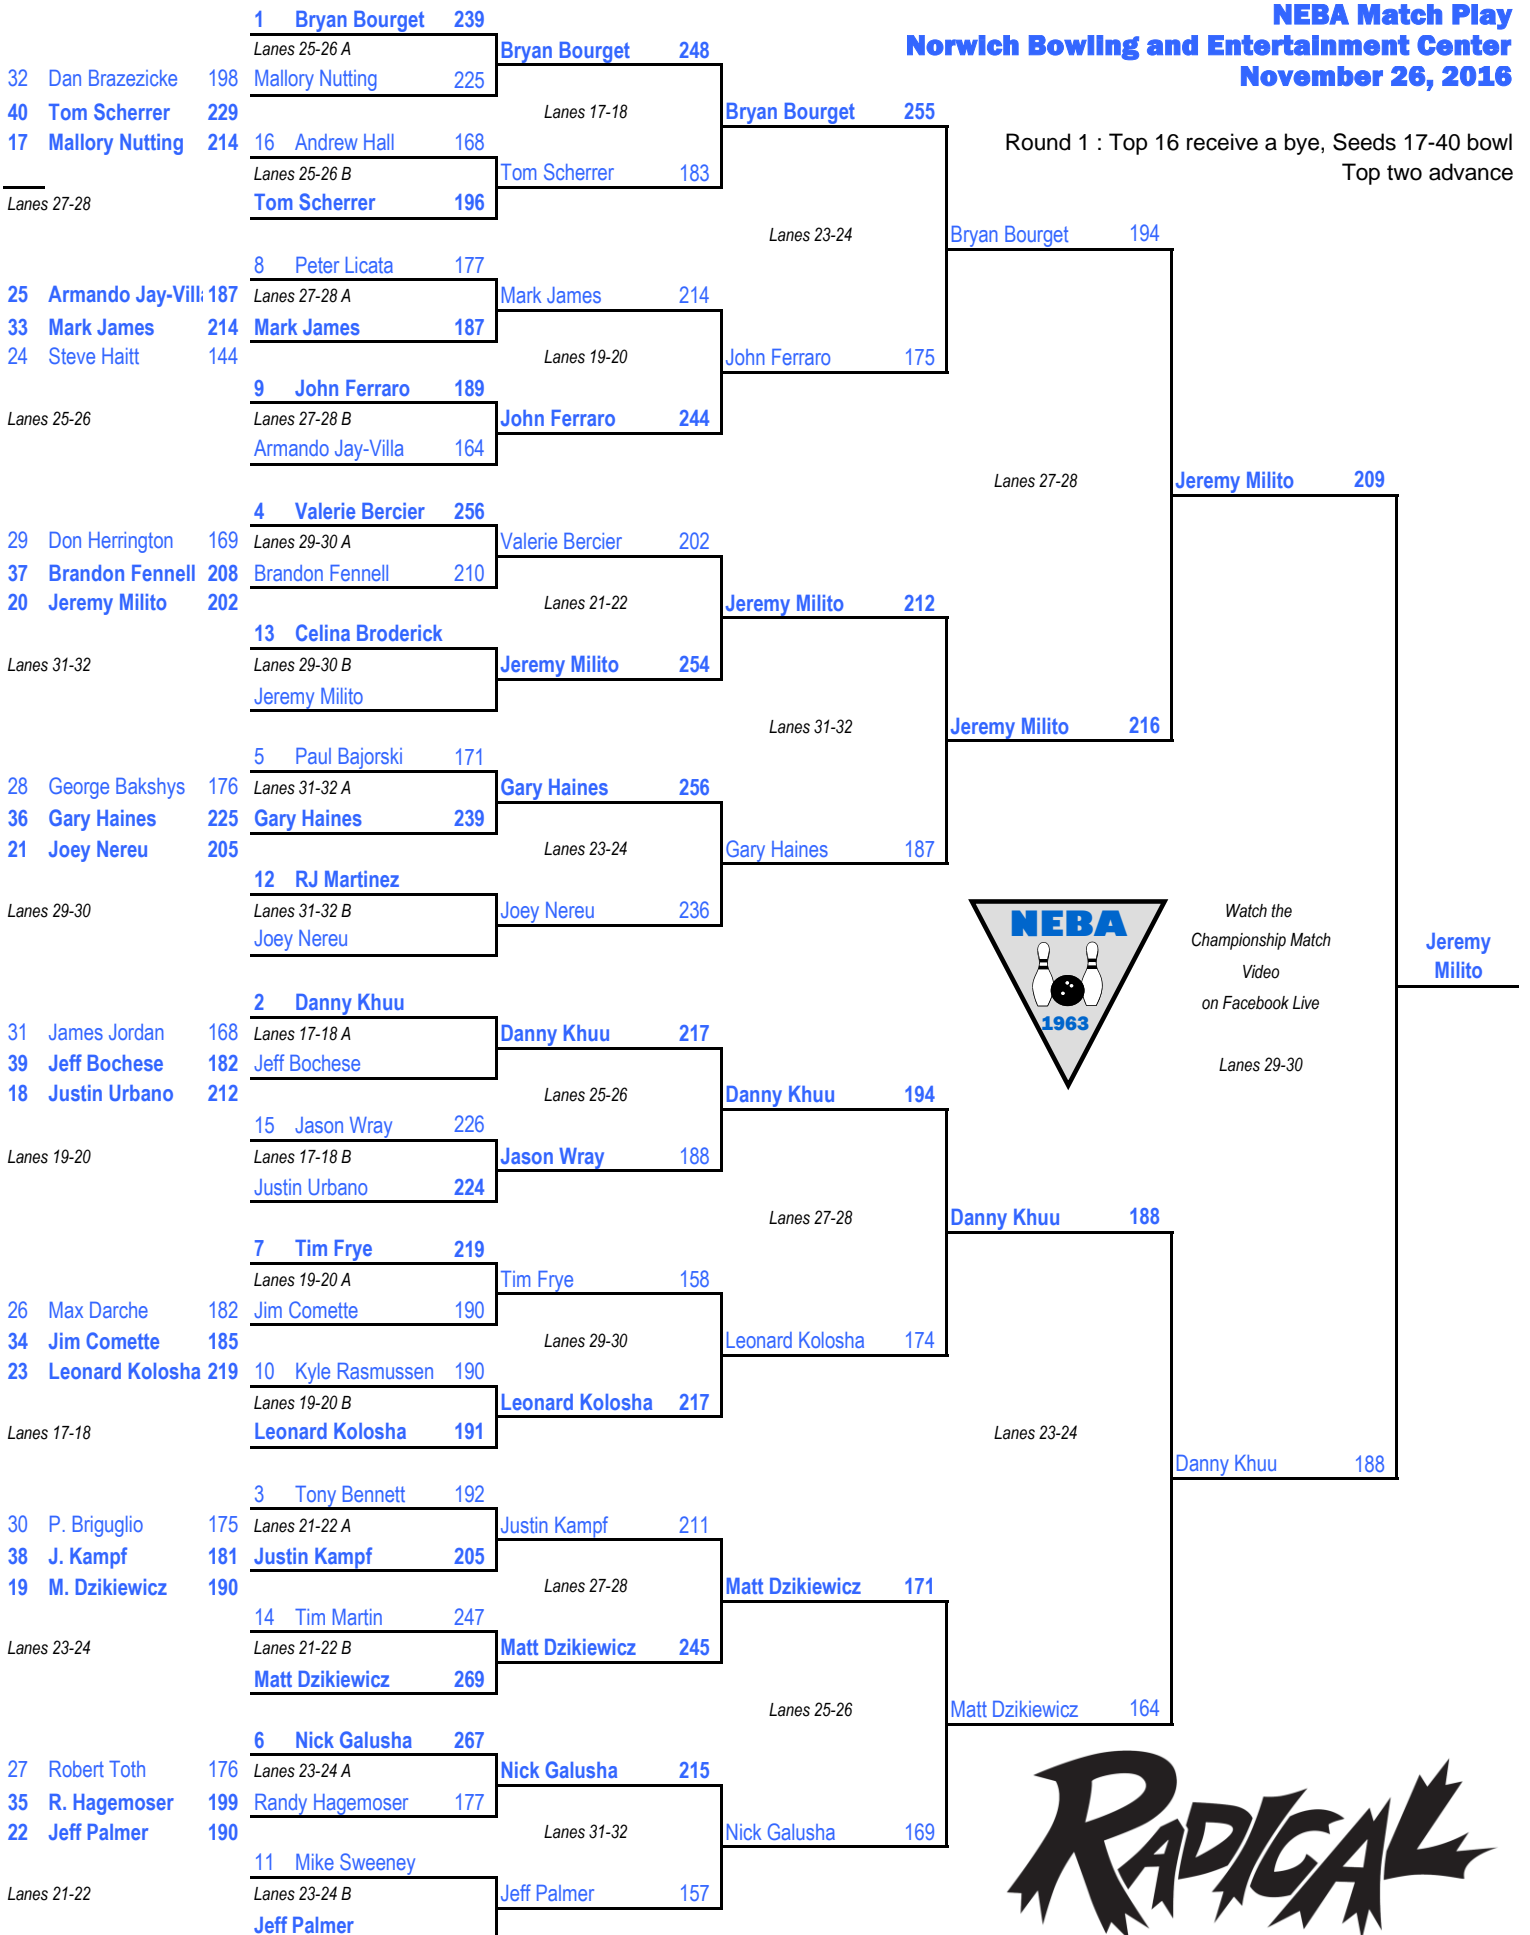 NEBA Match Play
Norwich Bowling and Entertainment Center
November 26, 2016
Round 1 : Top 16 receive a bye, Seeds 17-40 bowl
Top two advance
32 Dan Brazezicke 198
40 Tom Scherrer 229
17 Mallory Nutting 214
Lanes 27-28
25 Armando Jay-Vill 187
33 Mark James 214
24 Steve Haitt 144
Lanes 25-26
29 Don Herrington 169
37 Brandon Fennell 208
20 Jeremy Milito 202
Lanes 31-32
28 George Bakshys 176
36 Gary Haines 225
21 Joey Nereu 205
Lanes 29-30
31 James Jordan 168
39 Jeff Bochese 182
18 Justin Urbano 212
Lanes 19-20
26 Max Darche 182
34 Jim Comette 185
23 Leonard Kolosha 219
Lanes 17-18
30 P. Briguglio 175
38 J. Kampf 181
19 M. Dzikiewicz 190
Lanes 23-24
27 Robert Toth 176
35 R. Hagemoser 199
22 Jeff Palmer 190
Lanes 21-22
1 Bryan Bourget 239
Lanes 25-26 A
Mallory Nutting 225
16 Andrew Hall 168
Lanes 25-26 B
Tom Scherrer 196
8 Peter Licata 177
Lanes 27-28 A
Mark James 187
9 John Ferraro 189
Lanes 27-28 B
Armando Jay-Villa 164
4 Valerie Bercier 256
Lanes 29-30 A
Brandon Fennell 210
13 Celina Broderick
Lanes 29-30 B
Jeremy Milito
5 Paul Bajorski 171
Lanes 31-32 A
Gary Haines 239
12 RJ Martinez
Lanes 31-32 B
Joey Nereu
2 Danny Khuu
Lanes 17-18 A
Jeff Bochese
15 Jason Wray 226
Lanes 17-18 B
Justin Urbano 224
7 Tim Frye 219
Lanes 19-20 A
Jim Comette 190
10 Kyle Rasmussen 190
Lanes 19-20 B
Leonard Kolosha 191
3 Tony Bennett 192
Lanes 21-22 A
Justin Kampf 205
14 Tim Martin 247
Lanes 21-22 B
Matt Dzikiewicz 269
6 Nick Galusha 267
Lanes 23-24 A
Randy Hagemoser 177
11 Mike Sweeney
Lanes 23-24 B
Jeff Palmer
Bryan Bourget 248
Lanes 17-18
Tom Scherrer 183
Mark James 214
Lanes 19-20
John Ferraro 244
Valerie Bercier 202
Lanes 21-22
Jeremy Milito 254
Gary Haines 256
Lanes 23-24
Joey Nereu 236
Danny Khuu 217
Lanes 25-26
Jason Wray 188
Tim Frye 158
Lanes 29-30
Leonard Kolosha 217
Justin Kampf 211
Lanes 27-28
Matt Dzikiewicz 245
Nick Galusha 215
Lanes 31-32
Jeff Palmer 157
Bryan Bourget 255
Lanes 23-24
John Ferraro 175
Jeremy Milito 212
Lanes 31-32
Gary Haines 187
Danny Khuu 194
Lanes 27-28
Leonard Kolosha 174
Matt Dzikiewicz 171
Lanes 25-26
Nick Galusha 169
Bryan Bourget 194
Lanes 27-28
Jeremy Milito 216
Danny Khuu 188
Lanes 23-24
Matt Dzikiewicz 164
Jeremy Milito 209
Danny Khuu 188
NEBA
1963
Watch the
Championship Match
Video
on Facebook Live
Lanes 29-30
Jeremy
Milito
RADICAL